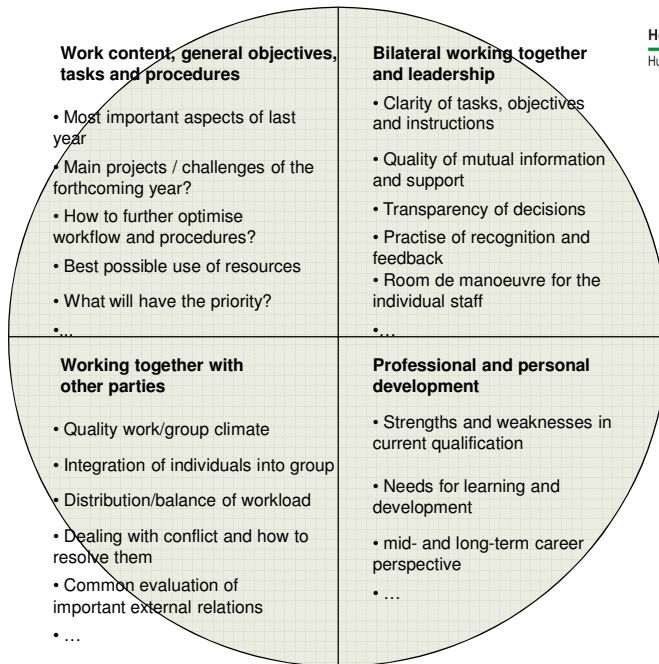 Work content, general objectives,
tasks and procedures
• Most important aspects of last
year
• Main projects / challenges of the
forthcoming year?
• How to further optimise
workflow and procedures?
• Best possible use of resources
• What will have the priority?
•...
Bilateral working together
and leadership
• Clarity of tasks, objectives
and instructions
• Quality of mutual information
and support
• Transparency of decisions
• Practise of recognition and
feedback
• Room de manoeuvre for the
individual staff
•…
Working together with
other parties
• Quality work/group climate
• Integration of individuals into group
• Distribution/balance of workload
• Dealing with conflict and how to
resolve them
• Common evaluation of
important external relations
• …
Professional and personal
development
• Strengths and weaknesses in
current qualification
• Needs for learning and
development
• mid- and long-term career
perspective
• …